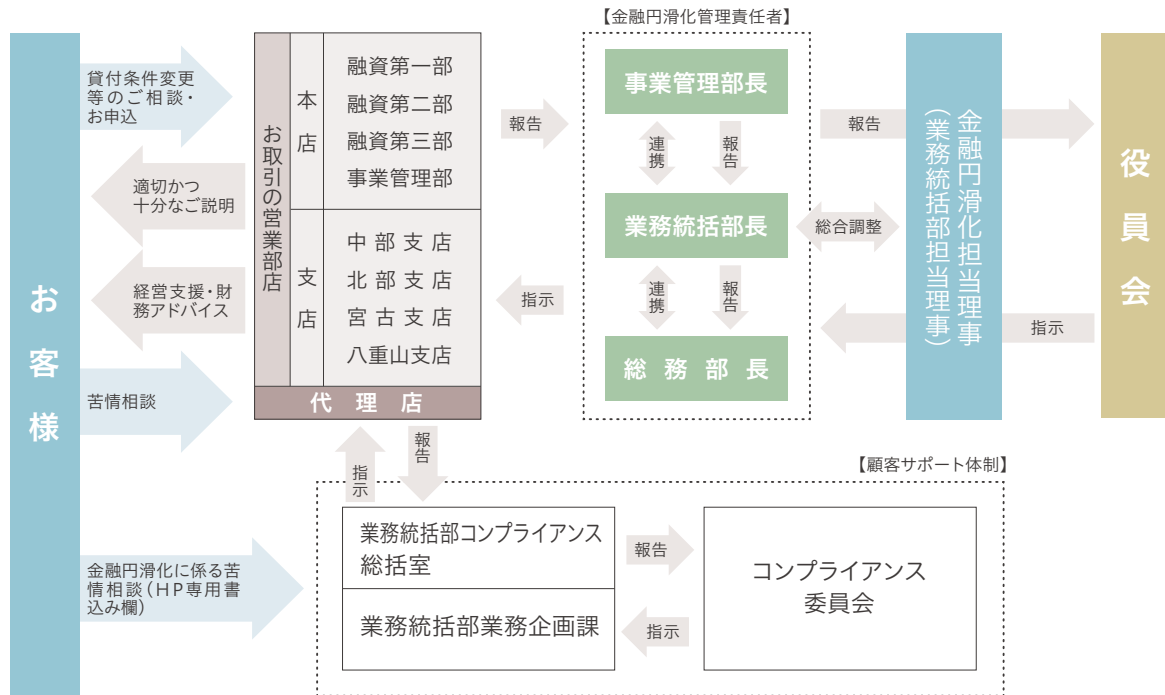 【金融円滑化管理責任者】
お客様
貸付条件変更
等のご相談・
お申込
適切かつ
十分なご説明
経営支援・財
務アドバイス
苦情相談
金融円滑化に係る苦
情相談(HP専用書
込み欄)
お取引の営業部店
本店
融資第一部
融資第二部
融資第三部
事業管理部
支店
中部支店
北部支店
宮古支店
八重山支店
代理店
報告
指示
事業管理部長
連携
報告
業務統括部長
連携
報告
総務部長
報告
総合調整
指示
金融円滑化担当理事
(業務統括部担当理事)
役員会
指示
報告
【顧客サポート体制】
業務統括部コンプライアンス
総括室
業務統括部業務企画課
報告
指示
コンプライアンス
委員会